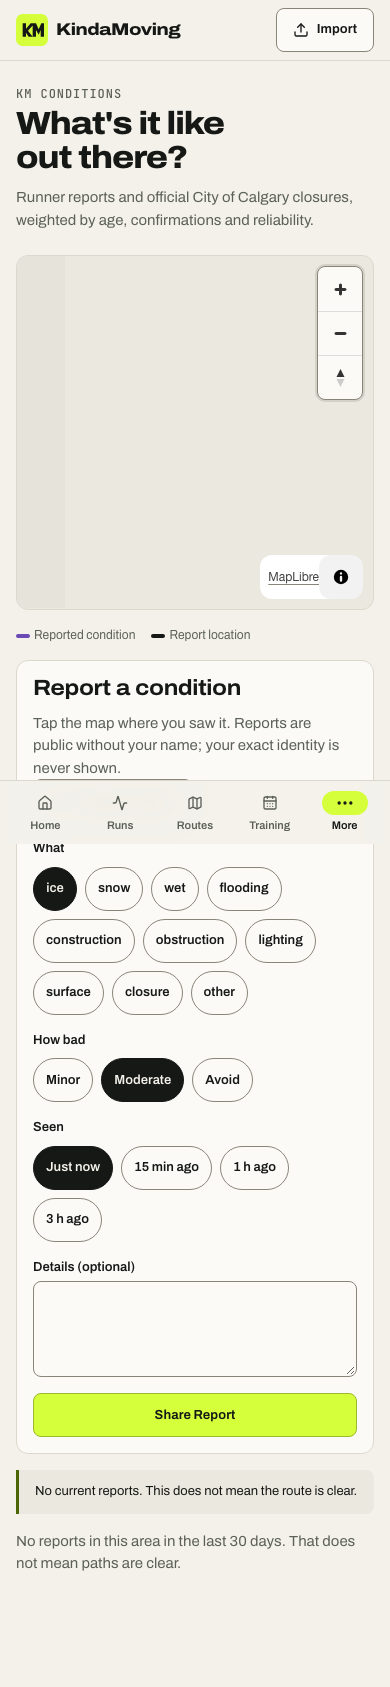 KM KindaMoving
Import
KM CONDITIONS
What's it like
out there?
Runner reports and official City of Calgary closures,
weighted by age, confirmations and reliability.
MapLibre
Reported condition
Report location
Report a condition
Tap the map where you saw it. Reports are
public without your name; your exact identity is
never shown.
Home
Runs
Routes
Training
More
What
ice
snow
wet
flooding
construction
obstruction
lighting
surface
closure
other
How bad
Minor
Moderate
Avoid
Seen
Just now
15 min ago
1 h ago
3 h ago
Details (optional)
Share Report
No current reports. This does not mean the route is clear.
No reports in this area in the last 30 days. That does
not mean paths are clear.